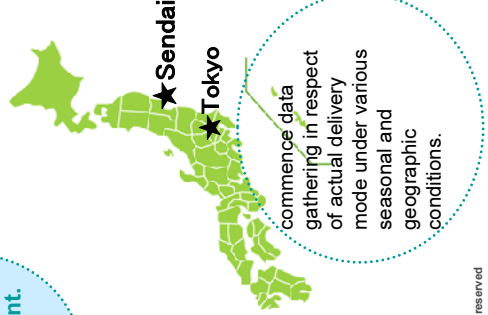 Sendai
Tokyo
commence data
gathering in respect
of actual delivery
mode under various
seasonal and
geographic
conditions.
nt.
reserved